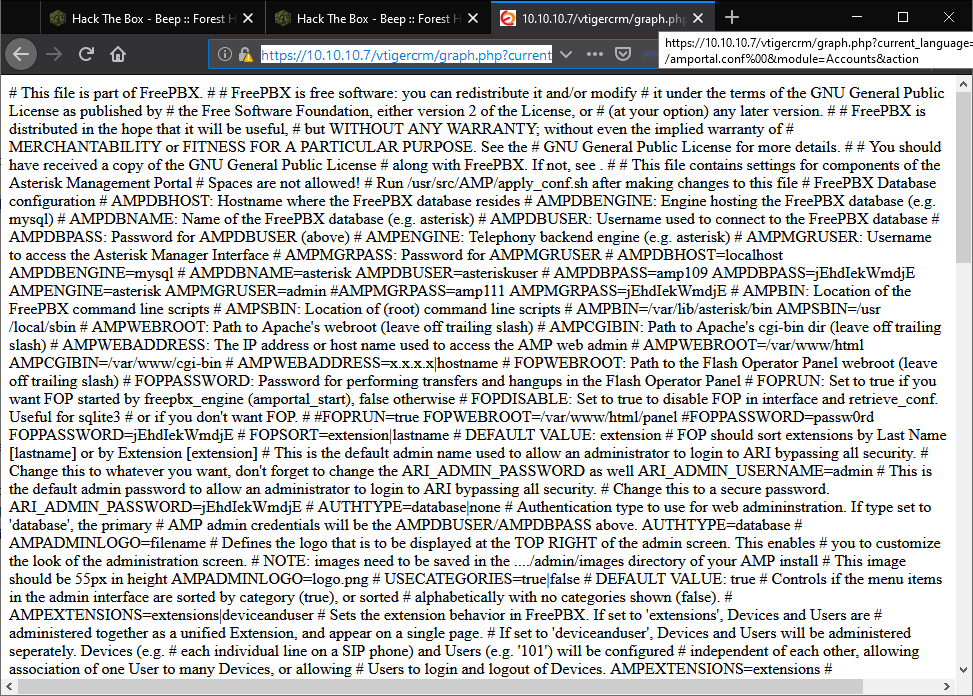 Hack The Box - Beep :: Forest H
Hack The Box - Beep :: Forest H
10.10.10.7/vtigercrm/graph.php
https://10.10.10.7/vtigercrm/graph.php?current
https://10.10.10.7/vtigercrm/graph.php?current_language=
/amportal.conf%00&module=Accounts&action
# This file is part of FreePBX. # # FreePBX is free software: you can redistribute it and/or modify # it under the terms of the GNU General Public
License as published by # the Free Software Foundation, either version 2 of the License, or # (at your option) any later version. # # FreePBX is
distributed in the hope that it will be useful, # but WITHOUT ANY WARRANTY; without even the implied warranty of #
MERCHANTABILITY or FITNESS FOR A PARTICULAR PURPOSE. See the # GNU General Public License for more details. # # You should
have received a copy of the GNU General Public License # along with FreePBX. If not, see . # # This file contains settings for components of the
Asterisk Management Portal # Spaces are not allowed! # Run /usr/src/AMP/apply_conf.sh after making changes to this file # FreePBX Database
configuration # AMPDBHOST: Hostname where the FreePBX database resides # AMPDBENGINE: Engine hosting the FreePBX database (e.g.
mysql) # AMPDBNAME: Name of the FreePBX database (e.g. asterisk) # AMPDBUSER: Username used to connect to the FreePBX database #
AMPDBPASS: Password for AMPDBUSER (above) # AMPENGINE: Telephony backend engine (e.g. asterisk) # AMPMGRUSER: Username
to access the Asterisk Manager Interface # AMPMGRPASS: Password for AMPMGRUSER # AMPDBHOST=localhost
AMPDBENGINE=mysql # AMPDBNAME=asterisk AMPDBUSER=asteriskuser # AMPDBPASS=amp109 AMPDBPASS=jEhdIekWmdjE
AMPENGINE=asterisk AMPMGRUSER=admin #AMPMGRPASS=amp111 AMPMGRPASS=jEhdIekWmdjE # AMPBIN: Location of the
FreePBX command line scripts # AMPSBIN: Location of (root) command line scripts # AMPBIN=/var/lib/asterisk/bin AMPSBIN=/usr
/local/sbin # AMPWEBROOT: Path to Apache's webroot (leave off trailing slash) # AMPCGIBIN: Path to Apache's cgi-bin dir (leave off trailing
slash) # AMPWEBADDRESS: The IP address or host name used to access the AMP web admin # AMPWEBROOT=/var/www/html
AMPCGIBIN=/var/www/cgi-bin # AMPWEBADDRESS=x.x.x.x|hostname # FOPWEBROOT: Path to the Flash Operator Panel webroot (leave
off trailing slash) # FOPPASSWORD: Password for performing transfers and hangups in the Flash Operator Panel # FOPRUN: Set to true if you
want FOP started by freepbx_engine (amportal_start), false otherwise # FOPDISABLE: Set to true to disable FOP in interface and retrieve_conf.
Useful for sqlite3 # or if you don't want FOP. # #FOPRUN=true FOPWEBROOT=/var/www/html/panel #FOPPASSWORD=passw0rd
FOPPASSWORD=jEhdIekWmdjE # FOPSORT=extension|lastname # DEFAULT VALUE: extension # FOP should sort extensions by Last Name
[lastname] or by Extension [extension] # This is the default admin name used to allow an administrator to login to ARI bypassing all security. #
Change this to whatever you want, don't forget to change the ARI_ADMIN_PASSWORD as well ARI_ADMIN_USERNAME=admin # This is
the default admin password to allow an administrator to login to ARI bypassing all security. # Change this to a secure password.
ARI_ADMIN_PASSWORD=jEhdIekWmdjE # AUTHTYPE=database|none # Authentication type to use for web admininstration. If type set to
'database', the primary # AMP admin credentials will be the AMPDBUSER/AMPDBPASS above. AUTHTYPE=database #
AMPADMINLOGO=filename # Defines the logo that is to be displayed at the TOP RIGHT of the admin screen. This enables # you to customize
the look of the administration screen. # NOTE: images need to be saved in the ..../admin/images directory of your AMP install # This image
should be 55px in height AMPADMINLOGO=logo.png # USECATEGORIES=true|false # DEFAULT VALUE: true # Controls if the menu items
in the admin interface are sorted by category (true), or sorted # alphabetically with no categories shown (false). #
AMPEXTENSIONS=extensions|deviceanduser # Sets the extension behavior in FreePBX. If set to 'extensions', Devices and Users are #
administered together as a unified Extension, and appear on a single page. # If set to 'deviceanduser', Devices and Users will be administered
seperately. Devices (e.g. # each individual line on a SIP phone) and Users (e.g. '101') will be configured # independent of each other, allowing
association of one User to many Devices, or allowing # Users to login and logout of Devices. AMPEXTENSIONS=extensions #